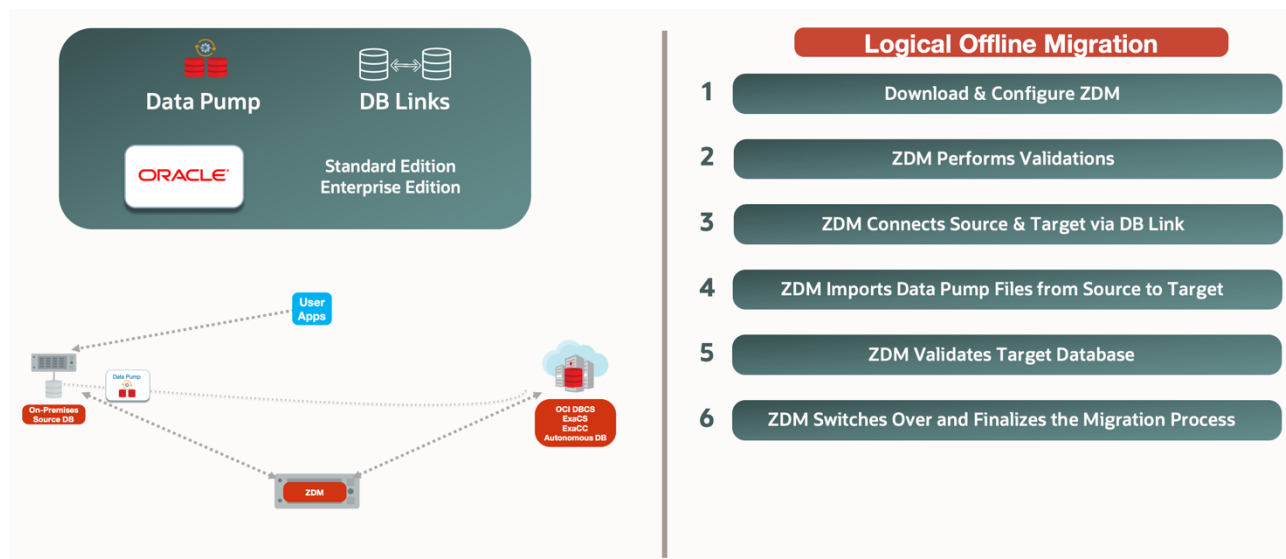 Data Pump
DB Links
ORACLE
Standard Edition
Enterprise Edition
User
Apps
Data Pump
On-Premises
Source DB
OCI DBCS
ExaCS
ExaCC
Autonomous DB
ZDM
Logical Offline Migration
1 Download & Configure ZDM
2 ZDM Performs Validations
3 ZDM Connects Source & Target via DB Link
4 ZDM Imports Data Pump Files from Source to Target
5 ZDM Validates Target Database
6 ZDM Switches Over and Finalizes the Migration Process